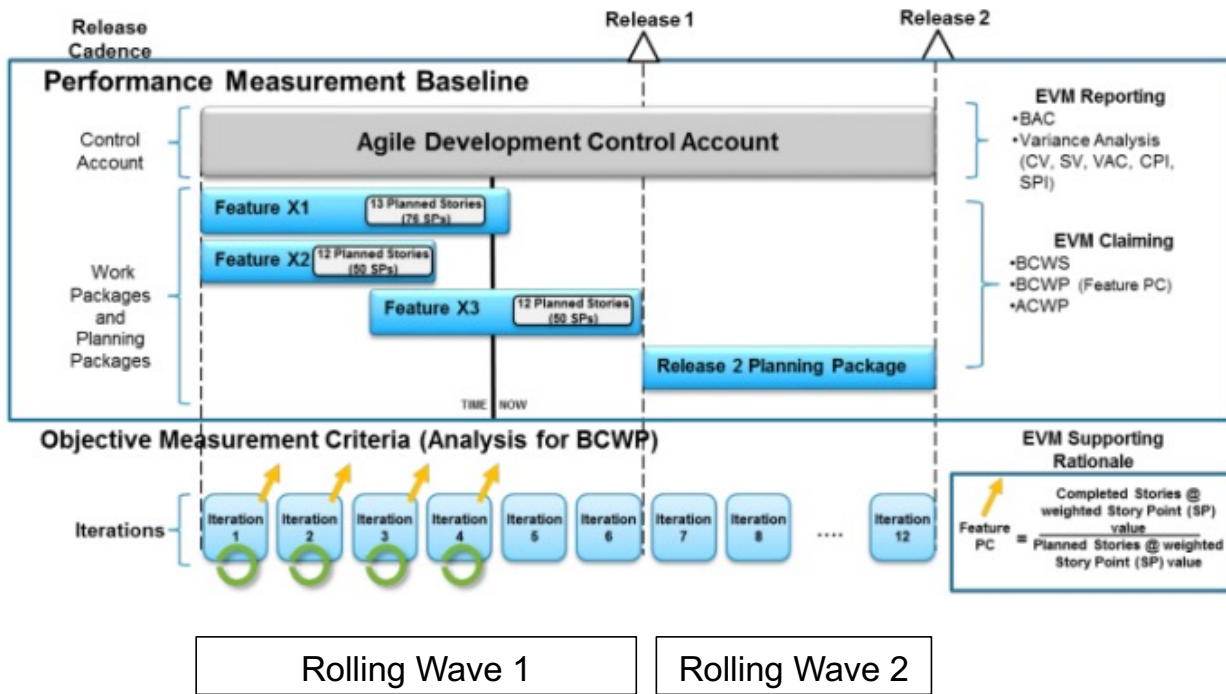 Release
Cadence
Release 1
Release 2
Performance Measurement Baseline
Control
Account
Agile Development Control Account
EVM Reporting
•BAC
•Variance Analysis
(CV, SV, VAC, CPI,
SPI)
Work
Packages
and
Planning
Packages
Feature X1
13 Planned Stories
(76 SPs)
Feature X2
12 Planned Stories
(50 SPs)
Feature X3
12 Planned Stories
(50 SPs)
Release 2 Planning Package
EVM Claiming
•BCWS
•BCWP (Feature PC)
•ACWP
TIME NOW
Objective Measurement Criteria (Analysis for BCWP)
Iterations
Iteration
1
Iteration
2
Iteration
3
Iteration
4
Iteration
5
Iteration
6
Iteration
7
Iteration
8
....
Iteration
12
EVM Supporting
Rationale
Feature
PC
=
Completed Stories @
weighted Story Point (SP)
value
Planned Stories @ weighted
Story Point (SP) value
Rolling Wave 1
Rolling Wave 2